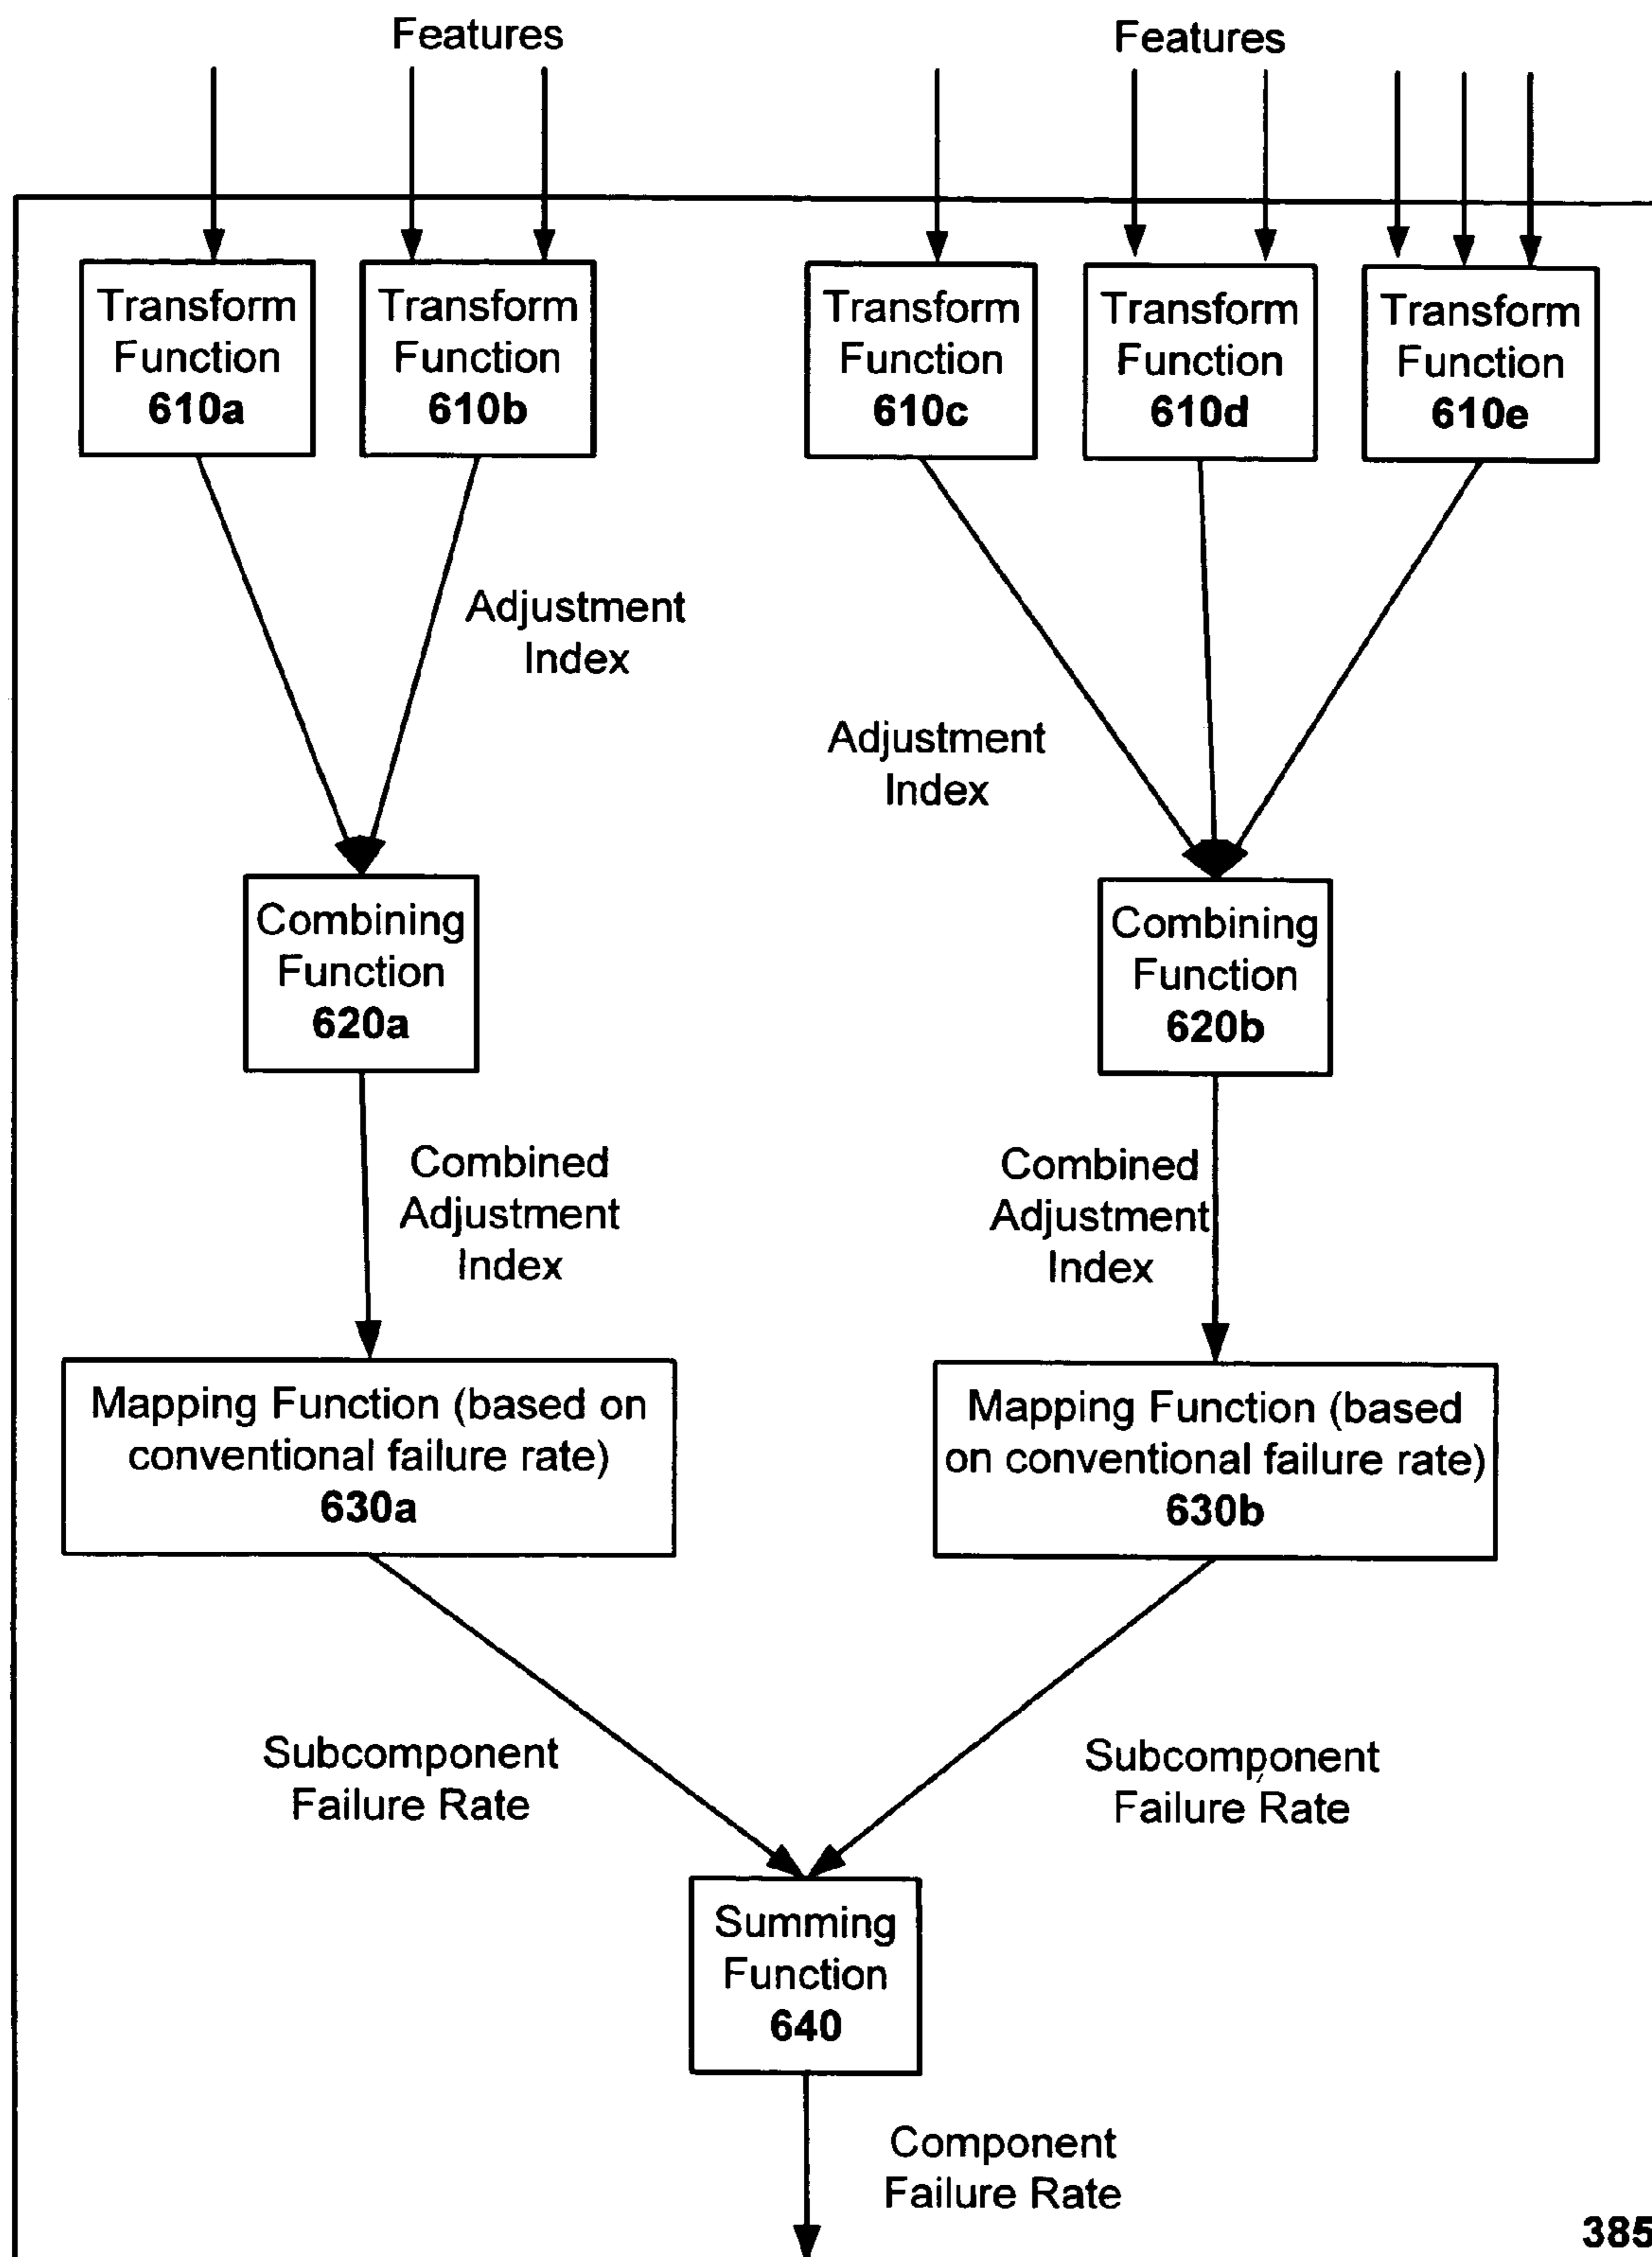 Features
Features
Transform
Function
610a
Transform
Function
610b
Transform
Function
610c
Transform
Function
610d
Transform
Function
610e
Adjustment
Index
Adjustment
Index
Combining
Function
620a
Combining
Function
620b
Combined
Adjustment
Index
Combined
Adjustment
Index
Mapping Function (based on
conventional failure rate)
630a
Mapping Function (based
on conventional failure rate)
630b
Subcomponent
Failure Rate
Subcomponent
Failure Rate
Summing
Function
640
Component
Failure Rate
385